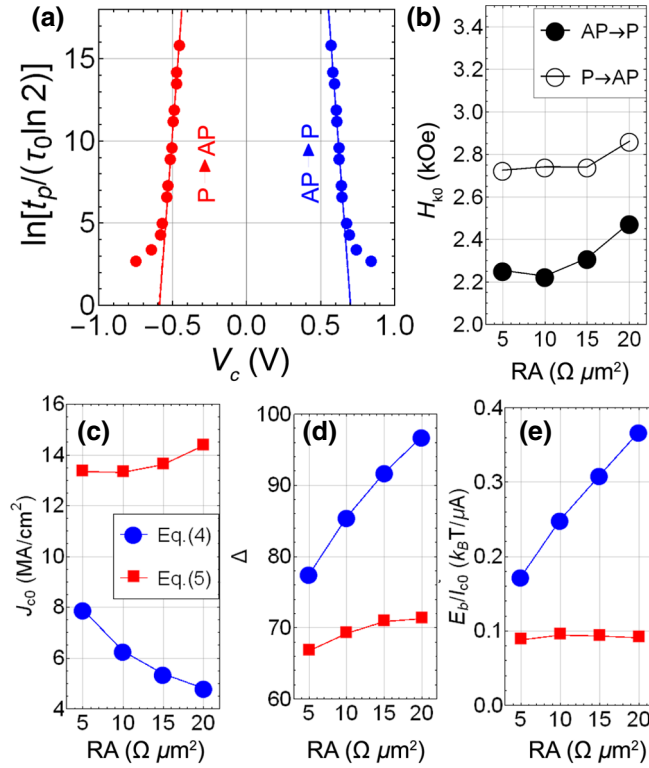 (a)
ln[t_p/(τ_0 ln 2)]
15
10
5
0
P→AP
AP→P
−1.0 −0.5 0.0 0.5 1.0
V_c (V)
(b)
AP→P
P→AP
H_k0 (kOe)
3.4
3.2
3.0
2.8
2.6
2.4
2.2
2.0
5 10 15 20
RA (Ω μm²)
(c)
J_c0 (MA/cm²)
16
14
12
10
8
6
4
Eq.(4)
Eq.(5)
5 10 15 20
RA (Ω μm²)
(d)
Δ
100
90
80
70
60
5 10 15 20
RA (Ω μm²)
(e)
E_b/I_c0 (k_BT/μA)
0.4
0.3
0.2
0.1
0.0
5 10 15 20
RA (Ω μm²)